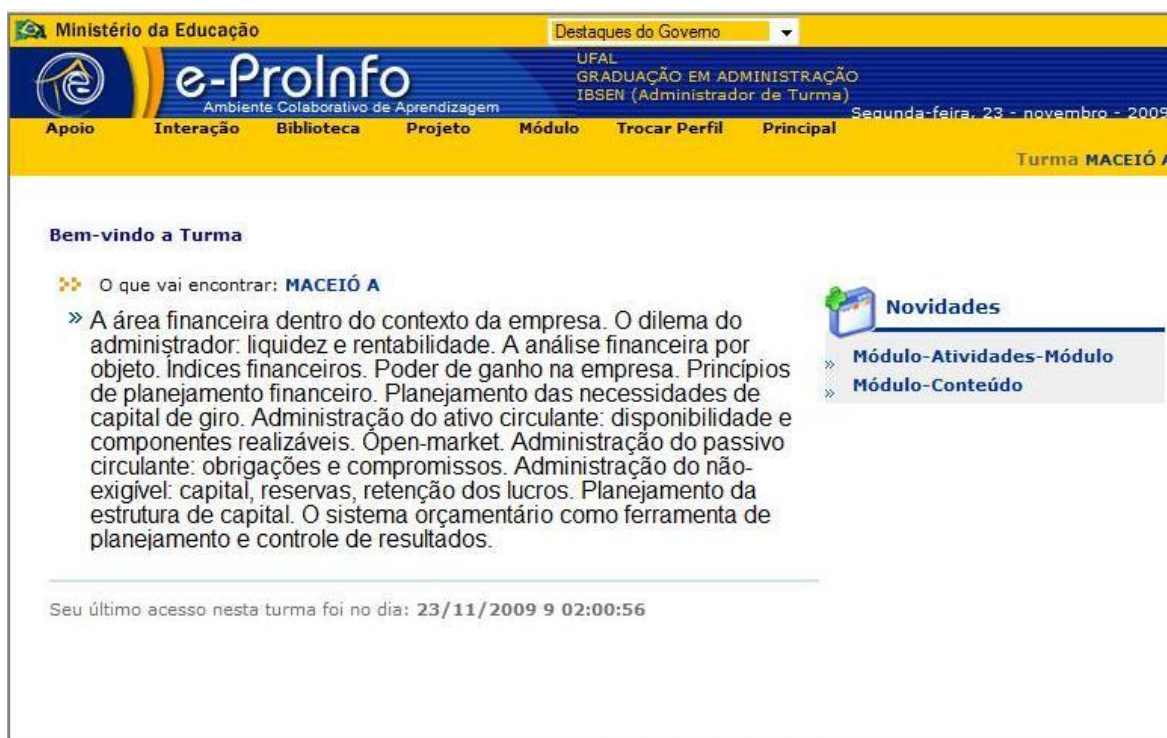 Ministério da Educação
Destaques do Governo
e-ProInfo
Ambiente Colaborativo de Aprendizagem
UFAL
GRADUAÇÃO EM ADMINISTRAÇÃO
IBSEN (Administrador de Turma)
Segunda-feira, 23 - novembro - 2009
Apoio Interação Biblioteca Projeto Módulo Trocar Perfil Principal
Turma MACEIÓ A
Bem-vindo a Turma
O que vai encontrar: MACEIÓ A
» A área financeira dentro do contexto da empresa. O dilema do
administrador: liquidez e rentabilidade. A análise financeira por
objeto. Índices financeiros. Poder de ganho na empresa. Princípios
de planejamento financeiro. Planejamento das necessidades de
capital de giro. Administração do ativo circulante: disponibilidade e
componentes realizáveis. Open-market. Administração do passivo
circulante: obrigações e compromissos. Administração do não-
exigível: capital, reservas, retenção dos lucros. Planejamento da
estrutura de capital. O sistema orçamentário como ferramenta de
planejamento e controle de resultados.
Novidades
» Módulo-Atividades-Módulo
» Módulo-Conteúdo
Seu último acesso nesta turma foi no dia: 23/11/2009 9 02:00:56